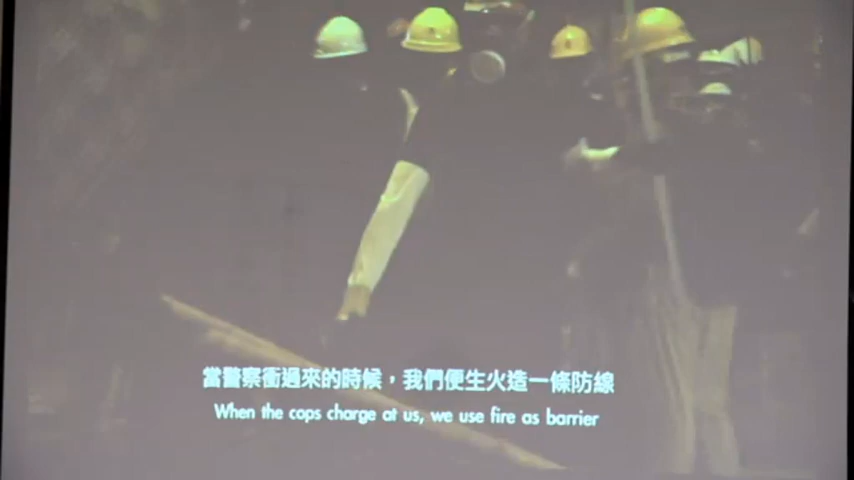 當警察衝過來的時候，我們便生火造一條防線
When the cops charge at us, we use fire as barrier